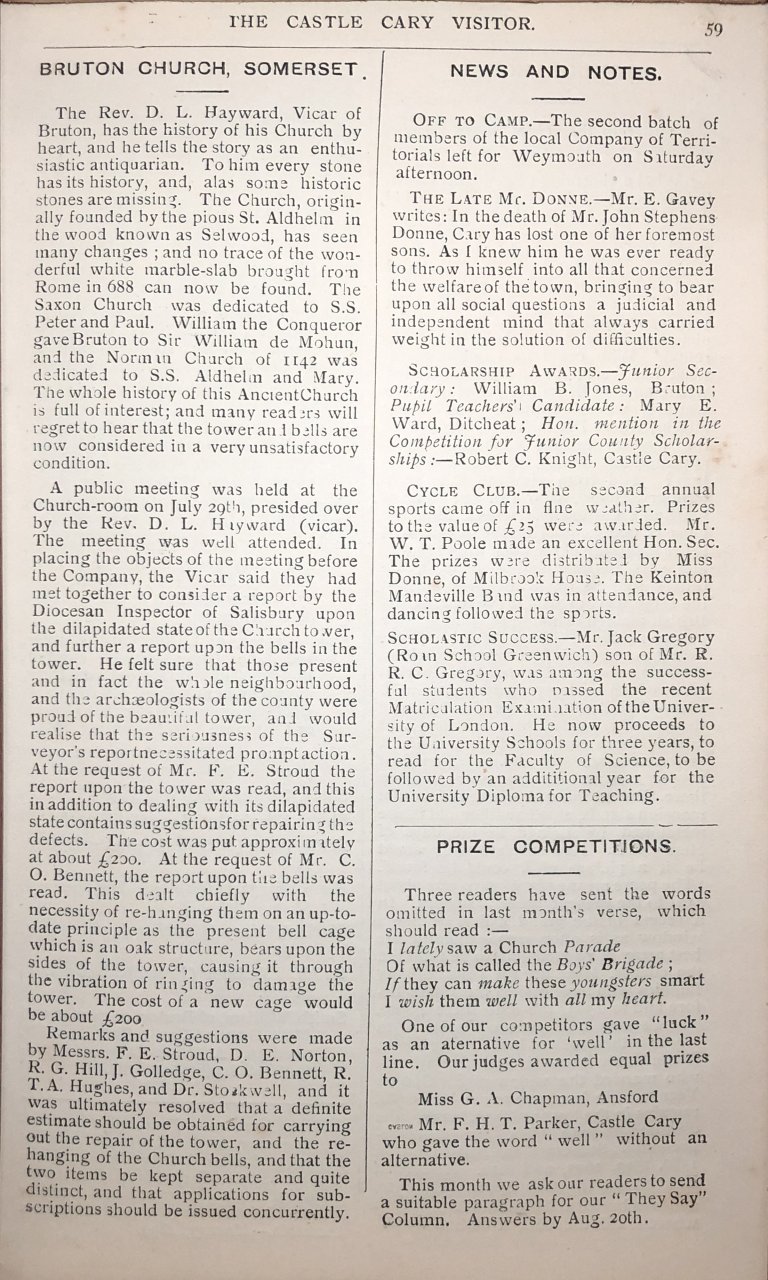 THE CASTLE CARY VISITOR.
59
BRUTON CHURCH, SOMERSET.
The Rev. D. L. Hayward, Vicar of
Bruton, has the history of his Church by
heart, and he tells the story as an enthu-
siastic antiquarian. To him every stone
has its history, and, alas some historic
stones are missing. The Church, origin-
ally founded by the pious St. Aldhelm in
the wood known as Selwood, has seen
many changes ; and no trace of the won-
derful white marble-slab brought from
Rome in 688 can now be found. The
Saxon Church was dedicated to S.S.
Peter and Paul. William the Conqueror
gave Bruton to Sir William de Mohun,
and the Norman Church of 1142 was
dedicated to S.S. Aldhelm and Mary.
The whole history of this Ancient Church
is full of interest; and many readers will
regret to hear that the tower and bells are
now considered in a very unsatisfactory
condition.
A public meeting was held at the
Church-room on July 29th, presided over
by the Rev. D. L. Hayward (vicar).
The meeting was well attended. In
placing the objects of the meeting before
the Company, the Vicar said they had
met together to consider a report by the
Diocesan Inspector of Salisbury upon
the dilapidated state of the Church tower,
and further a report upon the bells in the
tower. He felt sure that those present
and in fact the whole neighbourhood,
and the archæologists of the county were
proud of the beautiful tower, and would
realise that the seriousness of the Sur-
veyor's report necessitated prompt action.
At the request of Mr. F. E. Stroud the
report upon the tower was read, and this
in addition to dealing with its dilapidated
state contains suggestions for repairing the
defects. The cost was put approximately
at about £200. At the request of Mr. C.
O. Bennett, the report upon the bells was
read. This dealt chiefly with the
necessity of re-hanging them on an up-to-
date principle as the present bell cage
which is an oak structure, bears upon the
sides of the tower, causing it through
the vibration of ringing to damage the
tower. The cost of a new cage would
be about £200
Remarks and suggestions were made
by Messrs. F. E. Stroud, D. E. Norton,
R. G. Hill, J. Golledge, C. O. Bennett, R.
T. A. Hughes, and Dr. Stockwell, and it
was ultimately resolved that a definite
estimate should be obtained for carrying
out the repair of the tower, and the re-
hanging of the Church bells, and that the
two items be kept separate and quite
distinct, and that applications for sub-
scriptions should be issued concurrently.
NEWS AND NOTES.
OFF TO CAMP.—The second batch of
members of the local Company of Terri-
torials left for Weymouth on Saturday
afternoon.
THE LATE MR. DONNE.—Mr. E. Gavey
writes: In the death of Mr. John Stephens
Donne, Cary has lost one of her foremost
sons. As I knew him he was ever ready
to throw himself into all that concerned
the welfare of the town, bringing to bear
upon all social questions a judicial and
independent mind that always carried
weight in the solution of difficulties.
SCHOLARSHIP AWARDS.—Junior Sec-
ondary: William B. Jones, Bruton ;
Pupil Teachers' Candidate: Mary E.
Ward, Ditcheat ; Hon. mention in the
Competition for Junior County Scholar-
ships:—Robert C. Knight, Castle Cary.
CYCLE CLUB.—The second annual
sports came off in fine weather. Prizes
to the value of £25 were awarded. Mr.
W. T. Poole made an excellent Hon. Sec.
The prizes were distributed by Miss
Donne, of Milbrook House. The Keinton
Mandeville Band was in attendance, and
dancing followed the sports.
SCHOLASTIC SUCCESS.—Mr. Jack Gregory
(Roan School Greenwich) son of Mr. R.
R. C. Gregory, was among the success-
ful students who passed the recent
Matriculation Examination of the Univer-
sity of London. He now proceeds to
the University Schools for three years, to
read for the Faculty of Science, to be
followed by an addititional year for the
University Diploma for Teaching.
PRIZE COMPETITIONS.
Three readers have sent the words
omitted in last month's verse, which
should read :—
I lately saw a Church Parade
Of what is called the Boys' Brigade ;
If they can make these youngsters smart
I wish them well with all my heart.
One of our competitors gave "luck"
as an aternative for 'well' in the last
line. Our judges awarded equal prizes
to
Miss G. A. Chapman, Ansford
Mr. F. H. T. Parker, Castle Cary
who gave the word "well" without an
alternative.
This month we ask our readers to send
a suitable paragraph for our "They Say"
Column. Answers by Aug. 20th.